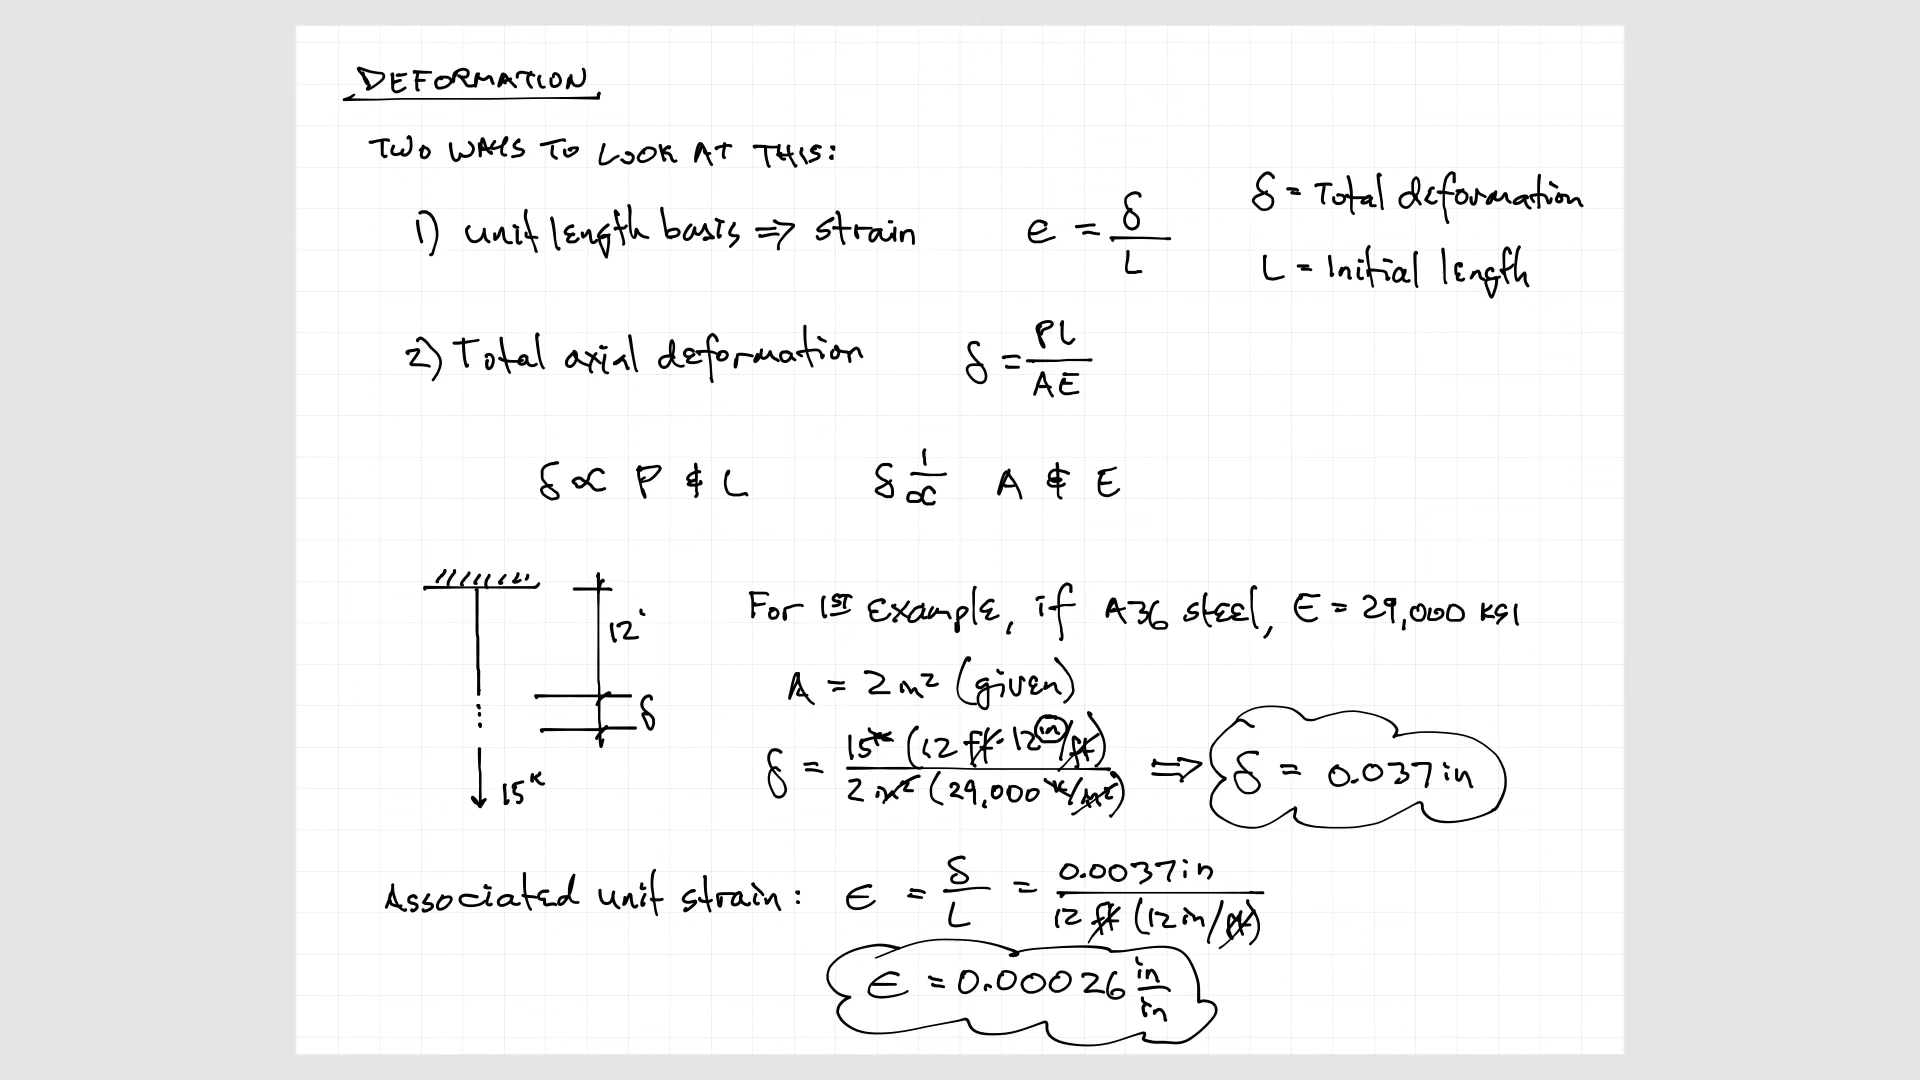 DEFORMATION
TWO WAYS TO LOOK AT THIS:
1) unit length basis ⇒ strain e = δ/L
δ = Total deformation
L = Initial length
2) Total axial deformation δ = PL/AE
δ ∝ P & L δ 1/∝ A & E
12'
δ
15ᴷ
For 1ST Example, if A36 steel, E = 29,000 KSI
A = 2 in² (given)
δ = 15ᴷ (12 ft · 12 in/ft) / 2 in² (29,000 ᴷ/in²) ⇒ δ = 0.037 in
Associated unit strain: ϵ = δ/L = 0.0037in / 12 ft (12 in/ft)
ϵ = 0.00026 in/in